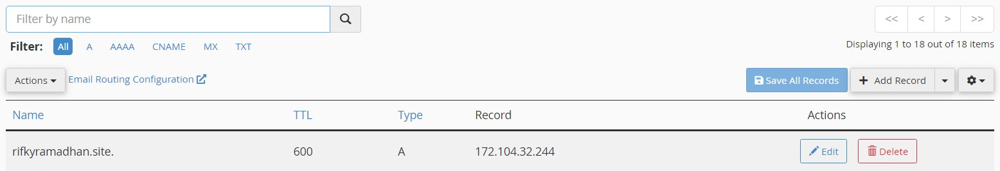 Filter by name
<< < > >>
Filter: All A AAAA CNAME MX TXT
Displaying 1 to 18 out of 18 items
Actions Email Routing Configuration Save All Records Add Record
Name TTL Type Record Actions
rifkyramadhan.site. 600 A 172.104.32.244 Edit Delete